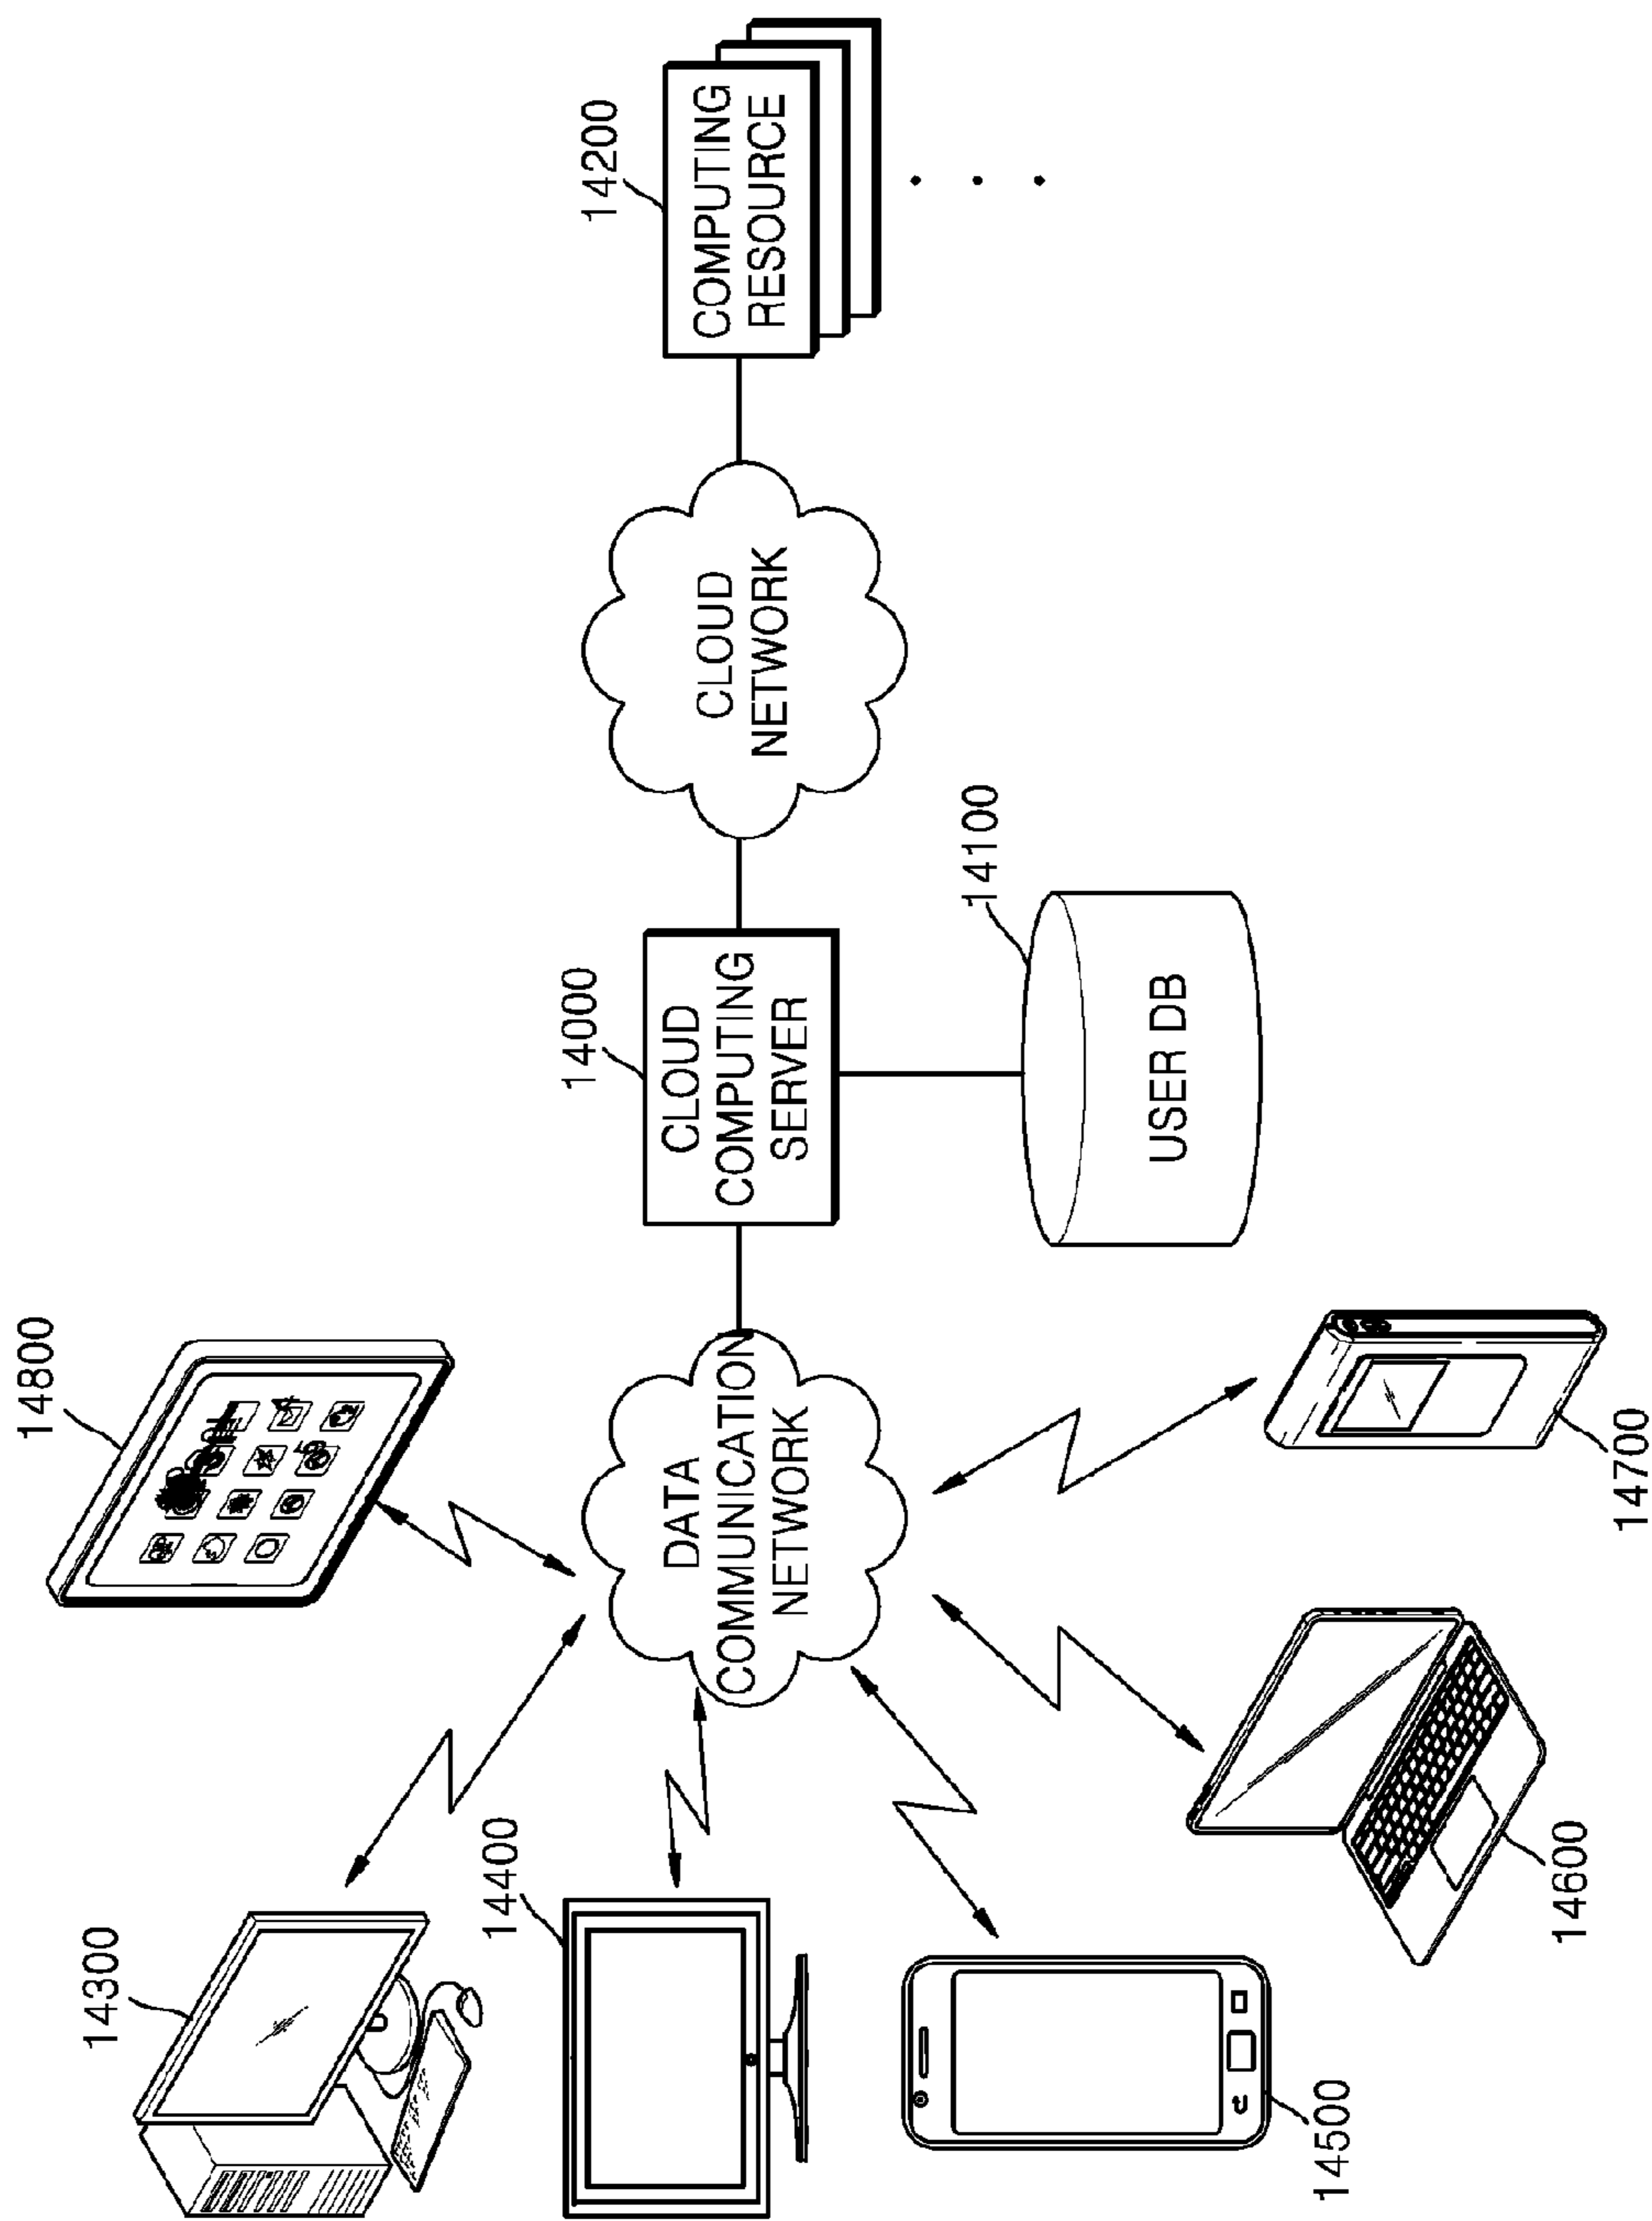 14800
14300
14400
14500
14600
14700
DATA
COMMUNICATION
NETWORK
14000
CLOUD
COMPUTING
SERVER
14100
USER DB
CLOUD
NETWORK
14200
COMPUTING
RESOURCE